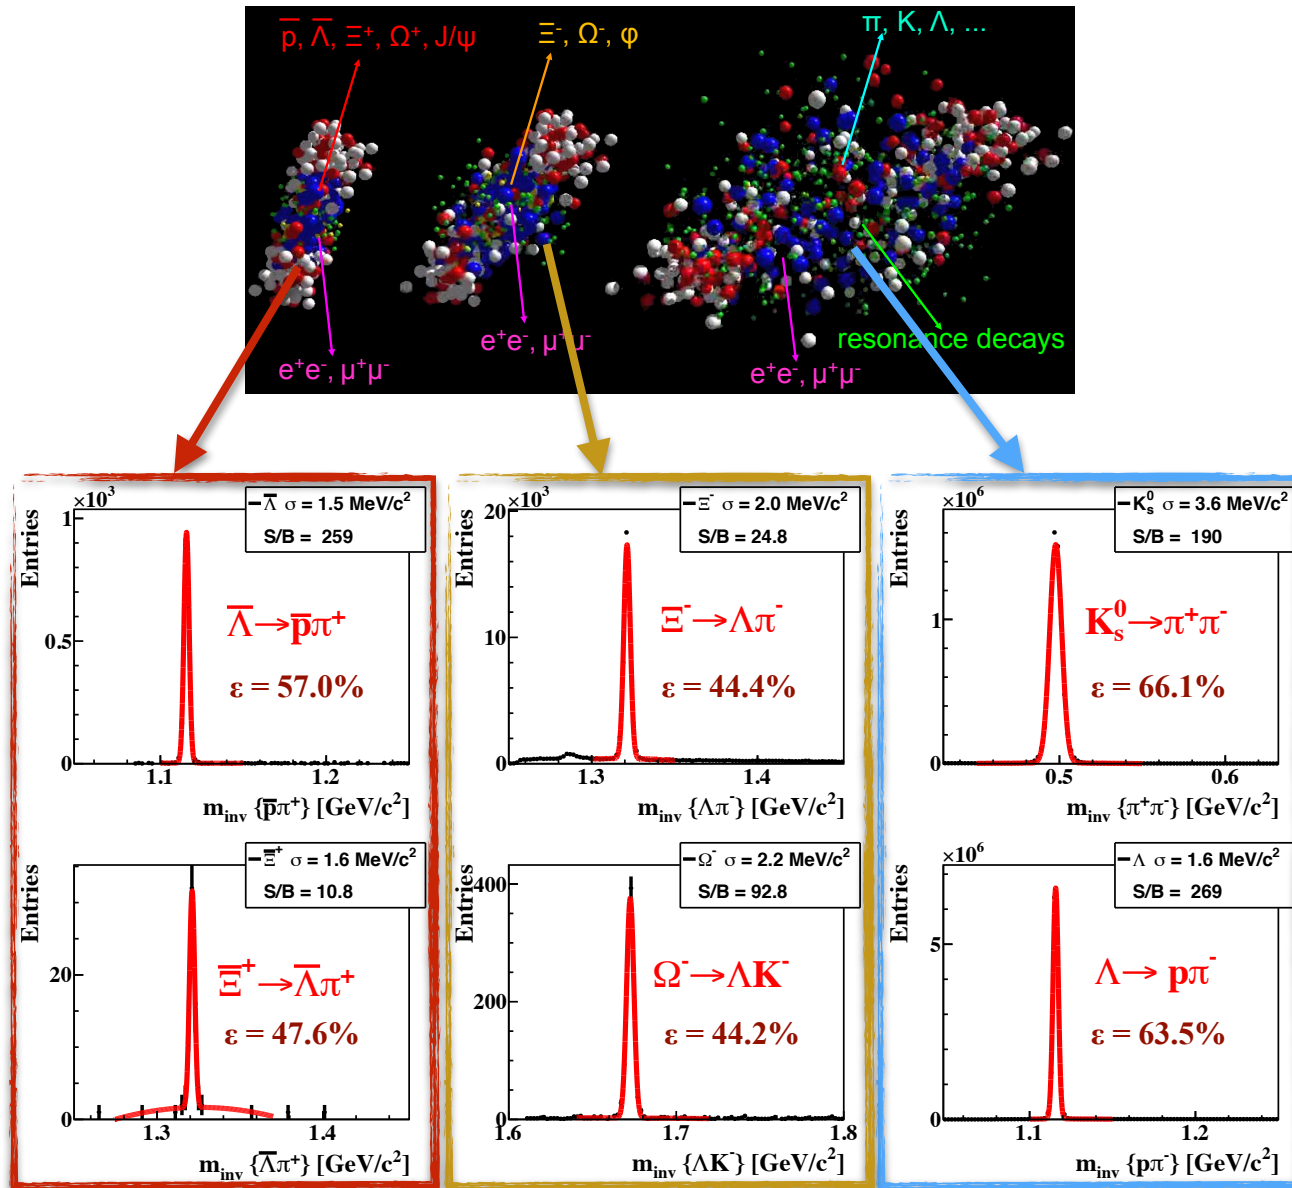 p̅, Λ̅, Ξ⁺, Ω⁺, J/ψ
Ξ⁻, Ω⁻, φ
π, K, Λ, ...
e⁺e⁻, μ⁺μ⁻
e⁺e⁻, μ⁺μ⁻
e⁺e⁻, μ⁺μ⁻
resonance decays
×10³
Λ̅ σ = 1.5 MeV/c²
S/B = 259
Entries
1
0.5
0
Λ̅→p̅π⁺
ε = 57.0%
1.1
1.2
m_inv {p̅π⁺} [GeV/c²]
×10³
Ξ⁻ σ = 2.0 MeV/c²
S/B = 24.8
Entries
20
10
0
Ξ⁻→Λπ⁻
ε = 44.4%
1.3
1.4
m_inv {Λπ⁻} [GeV/c²]
×10⁶
K_s⁰ σ = 3.6 MeV/c²
S/B = 190
Entries
1
0
K_s⁰→π⁺π⁻
ε = 66.1%
0.5
0.6
m_inv {π⁺π⁻} [GeV/c²]
Ξ̅⁺ σ = 1.6 MeV/c²
S/B = 10.8
Entries
20
0
Ξ̅⁺→Λ̅π⁺
ε = 47.6%
1.3
1.4
m_inv {Λ̅π⁺} [GeV/c²]
Ω⁻ σ = 2.2 MeV/c²
S/B = 92.8
Entries
400
200
0
Ω⁻→ΛK⁻
ε = 44.2%
1.6
1.7
1.8
m_inv {ΛK⁻} [GeV/c²]
×10⁶
Λ σ = 1.6 MeV/c²
S/B = 269
Entries
5
0
Λ→ pπ⁻
ε = 63.5%
1.1
1.2
m_inv {pπ⁻} [GeV/c²]